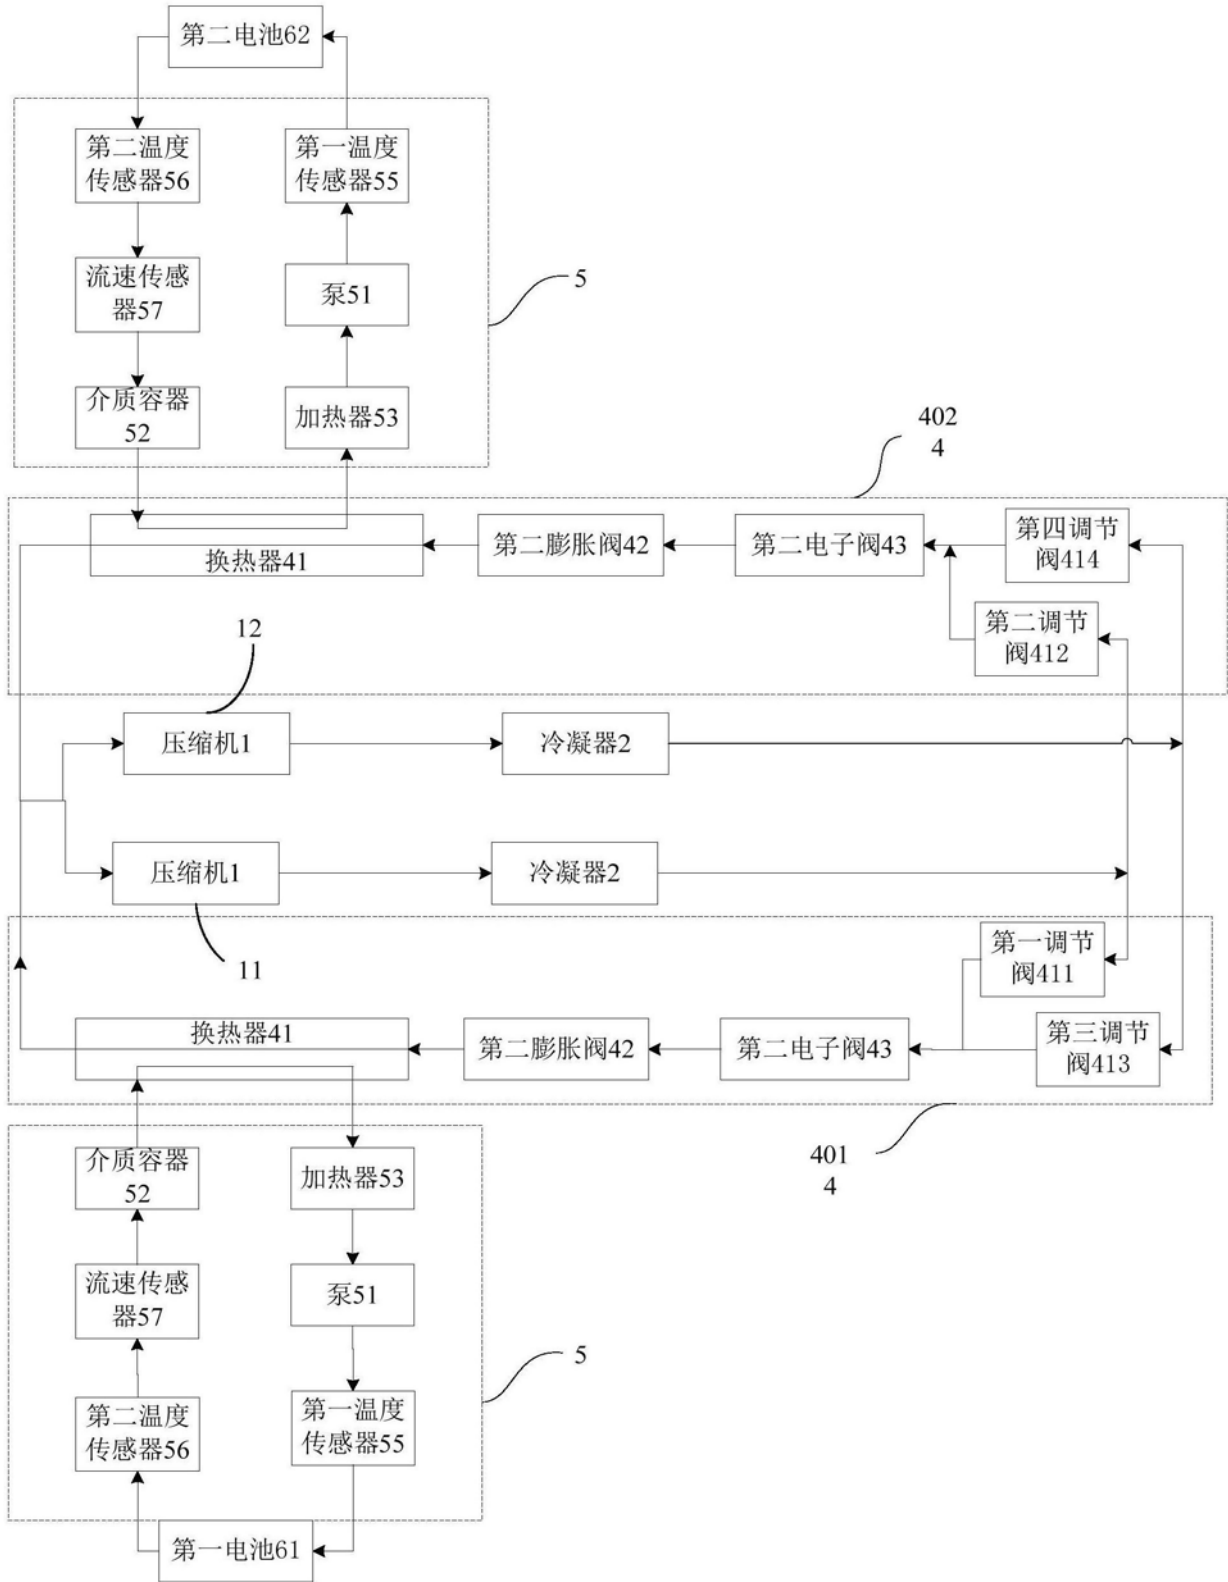 第二电池62
第二温度
传感器56
第一温度
传感器55
流速传感
器57
泵51
5
介质容器
52
加热器53
402
4
换热器41
第二膨胀阀42
第二电子阀43
第四调节
阀414
第二调节
阀412
12
压缩机1
冷凝器2
压缩机1
冷凝器2
11
第一调节
阀411
换热器41
第二膨胀阀42
第二电子阀43
第三调节
阀413
401
4
介质容器
52
加热器53
流速传感
器57
泵51
5
第二温度
传感器56
第一温度
传感器55
第一电池61